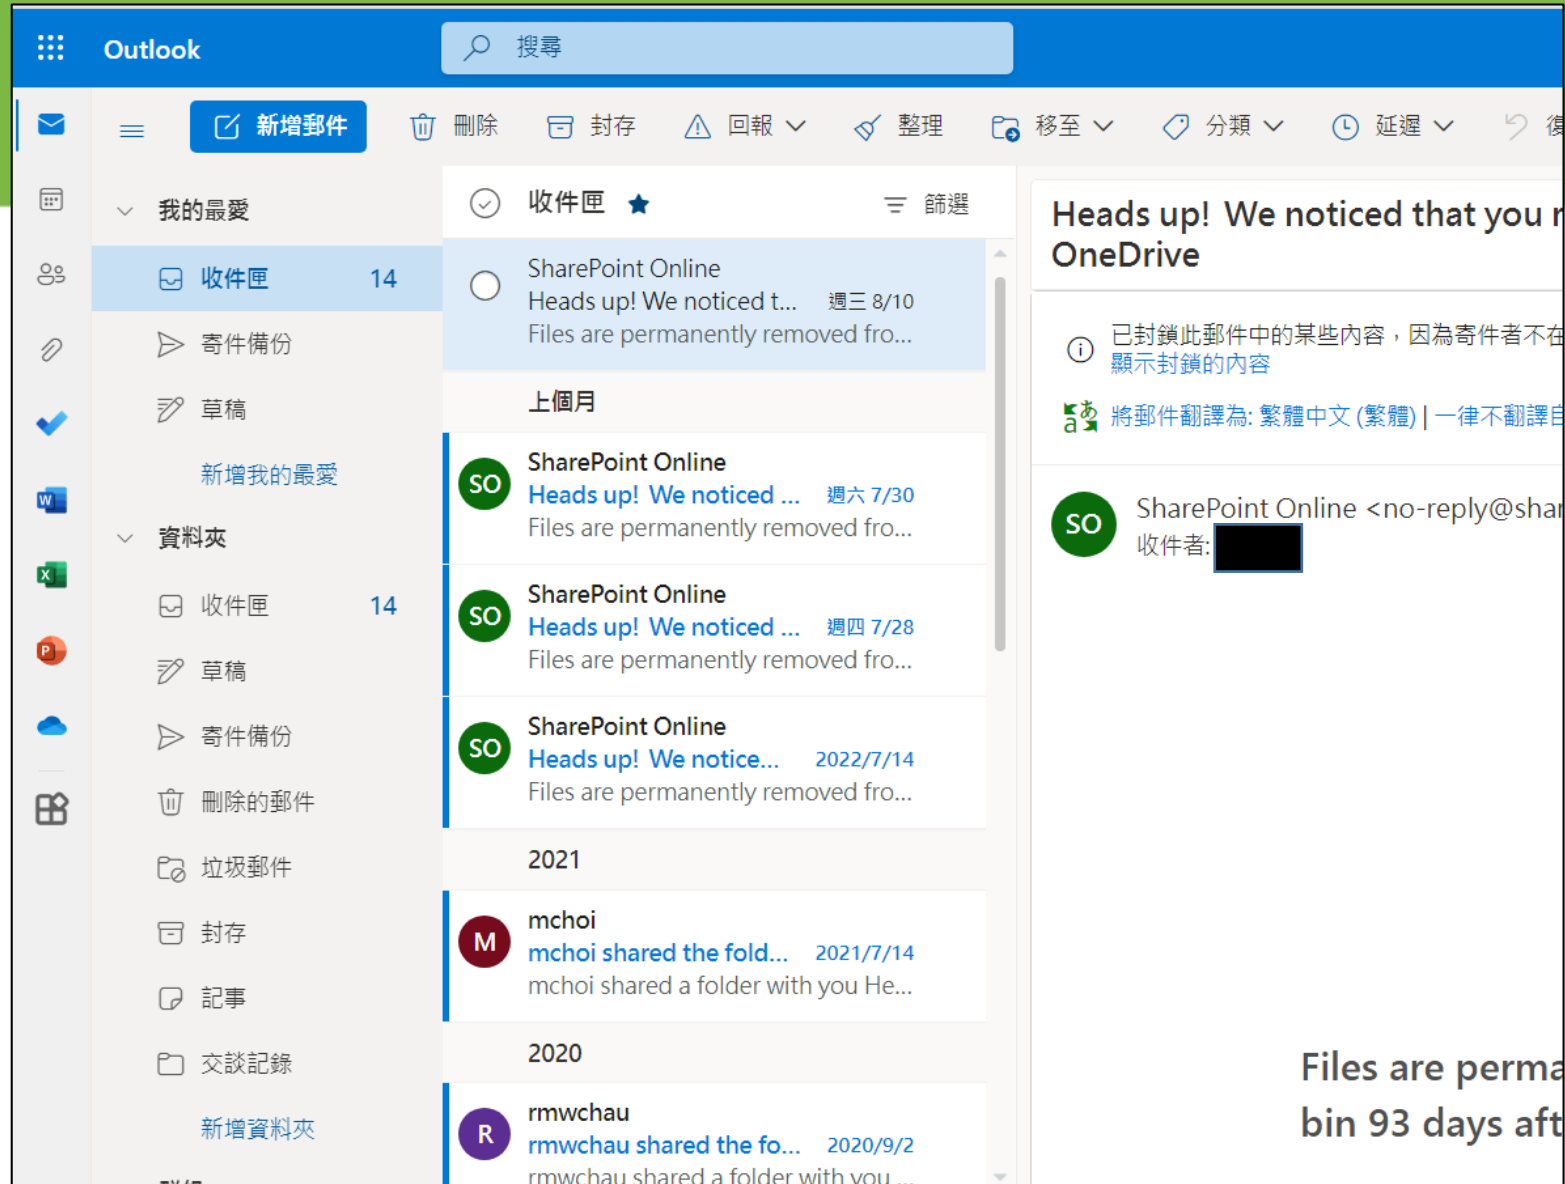 Outlook
搜尋
新增郵件
刪除
封存
回報
整理
移至
分類
延遲
復
我的最愛
收件匣 14
寄件備份
草稿
新增我的最愛
資料夾
收件匣 14
草稿
寄件備份
刪除的郵件
垃圾郵件
封存
記事
交談記錄
新增資料夾
收件匣
篩選
SharePoint Online
Heads up! We noticed t... 週三 8/10
Files are permanently removed fro...
上個月
SO
SharePoint Online
Heads up! We noticed ... 週六 7/30
Files are permanently removed fro...
SO
SharePoint Online
Heads up! We noticed ... 週四 7/28
Files are permanently removed fro...
SO
SharePoint Online
Heads up! We notice... 2022/7/14
Files are permanently removed fro...
2021
M
mchoi
mchoi shared the fold... 2021/7/14
mchoi shared a folder with you He...
2020
R
rmwchau
rmwchau shared the fo... 2020/9/2
rmwchau shared a folder with you ...
Heads up! We noticed that you
OneDrive
已封鎖此郵件中的某些內容，因為寄件者不在
顯示封鎖的內容
將郵件翻譯為: 繁體中文 (繁體) | 一律不翻譯自
SO
SharePoint Online <no-reply@shar
收件者:
Files are perma
bin 93 days aft